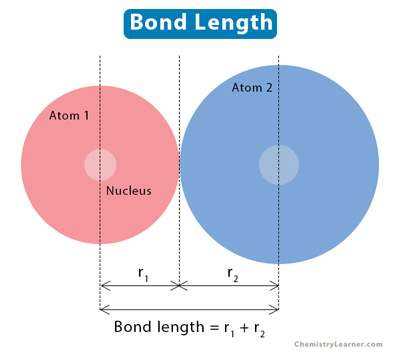 Bond Length
Atom 2
Atom 1
Nucleus
r₁
r₂
Bond length = r₁ + r₂
ChemistryLearner.com